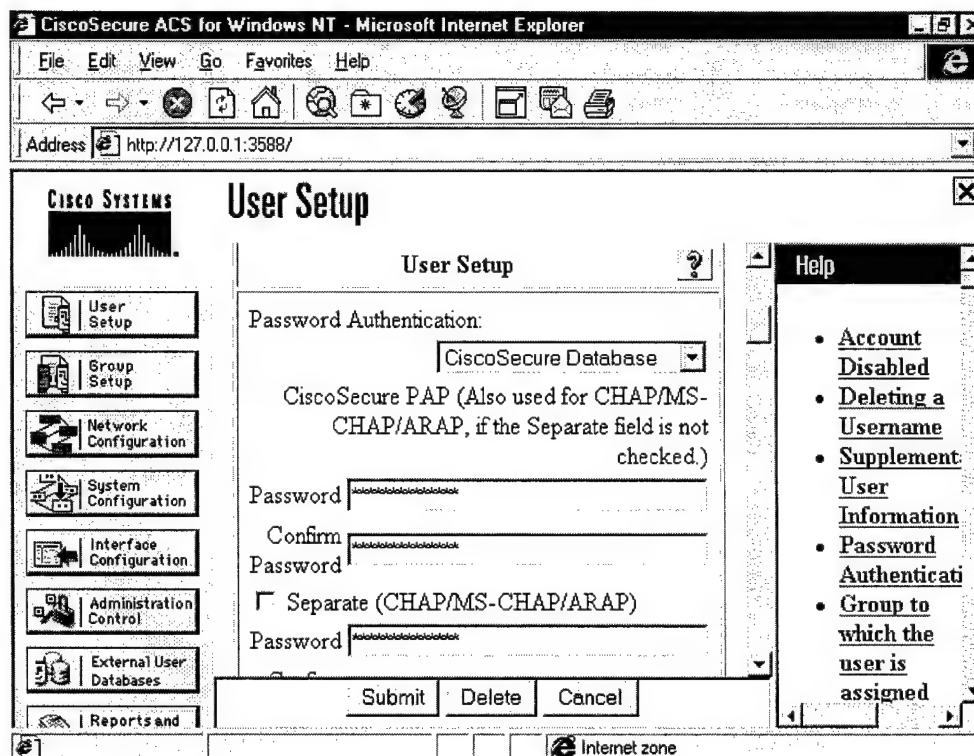 CiscoSecure ACS for Windows NT - Microsoft Internet Explorer
File Edit View Go Favorites Help
Address http://127.0.0.1:3588/
CISCO SYSTEMS
User Setup
User Setup
Group Setup
Network Configuration
System Configuration
Interface Configuration
Administration Control
External User Databases
Reports and
User Setup ?
Password Authentication:
CiscoSecure Database
CiscoSecure PAP (Also used for CHAP/MS-
CHAP/ARAP, if the Separate field is not
checked.)
Password ***************
Confirm
Password ***************
Separate (CHAP/MS-CHAP/ARAP)
Password ***************
Submit Delete Cancel
Help
Account
Disabled
Deleting a
Username
Supplement
User
Information
Password
Authenticati
Group to
which the
user is
assigned
Internet zone